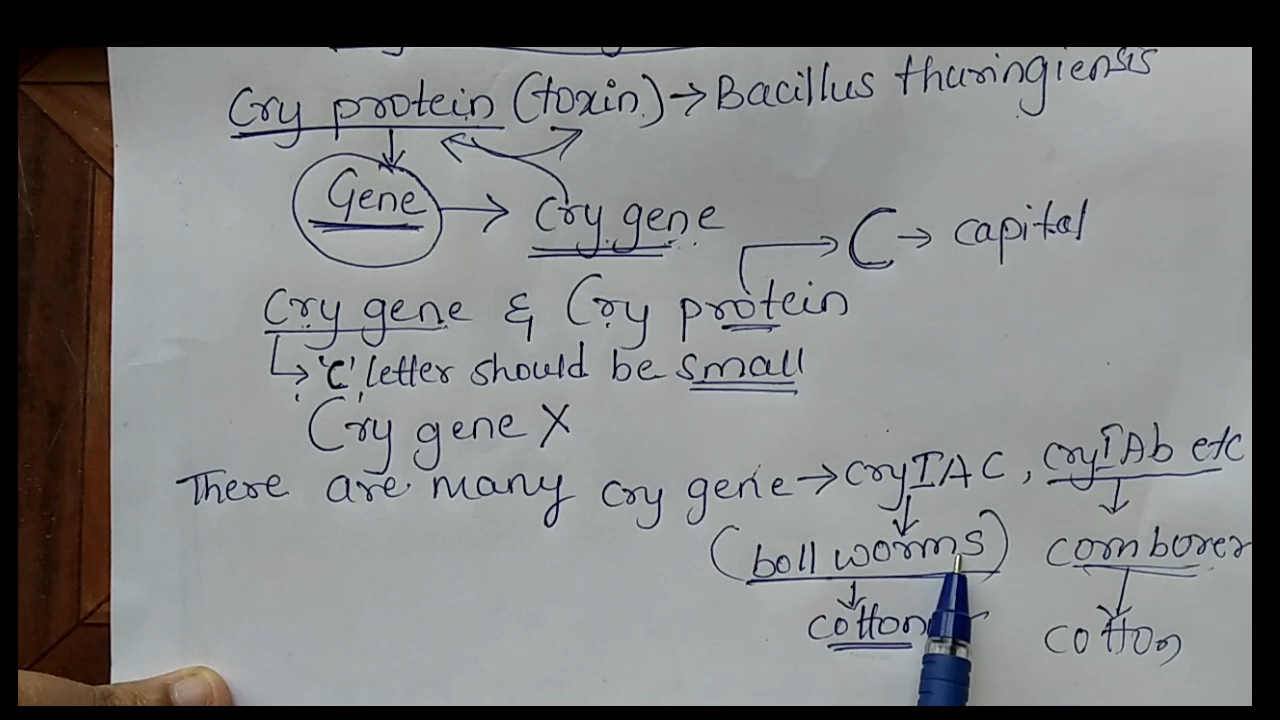 Cry protein (toxin) → Bacillus thuringiensis
Gene → cry gene
C → capital
cry gene & Cry protein
'c' letter should be small
Cry gene X
There are many cry gene → cryIAC, cryIAb etc
(boll worms) corn borer
cotton cotton